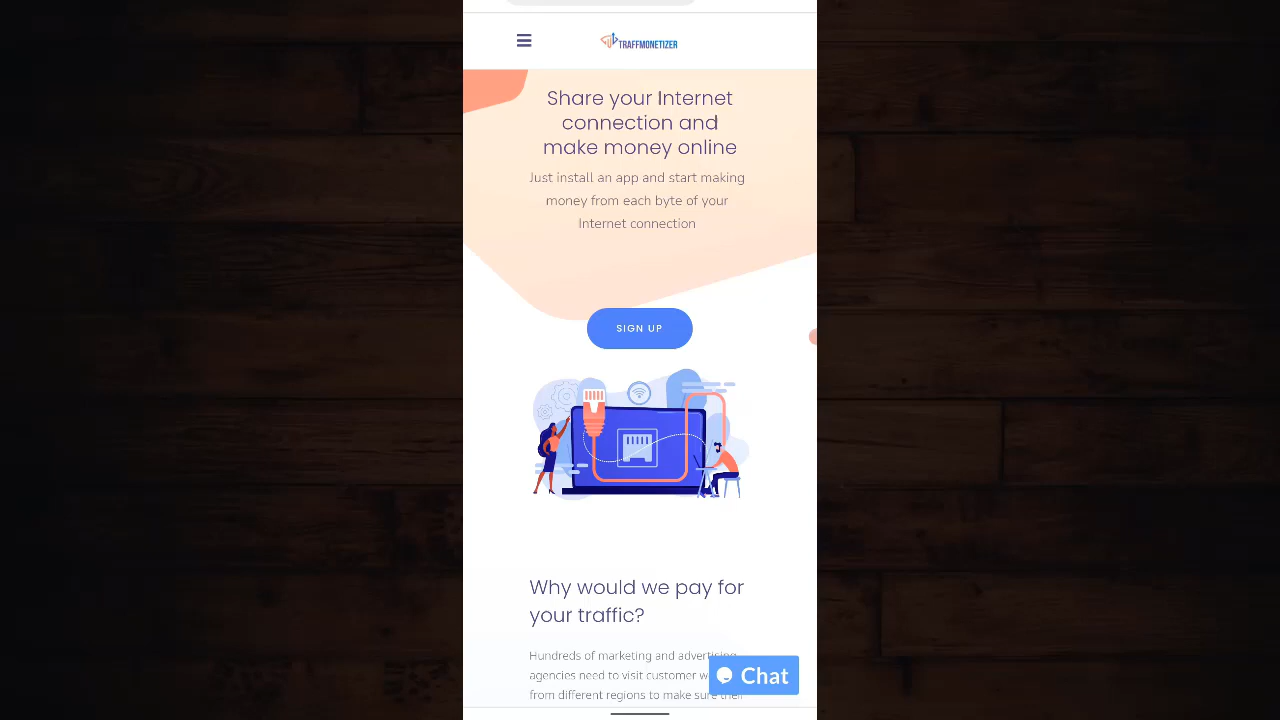 TRAFFMONETIZER
Share your Internet
connection and
make money online
Just install an app and start making
money from each byte of your
Internet connection
SIGN UP
Why would we pay for
your traffic?
Hundreds of marketing and advertising
agencies need to visit customer
from different regions to make sure their
Chat